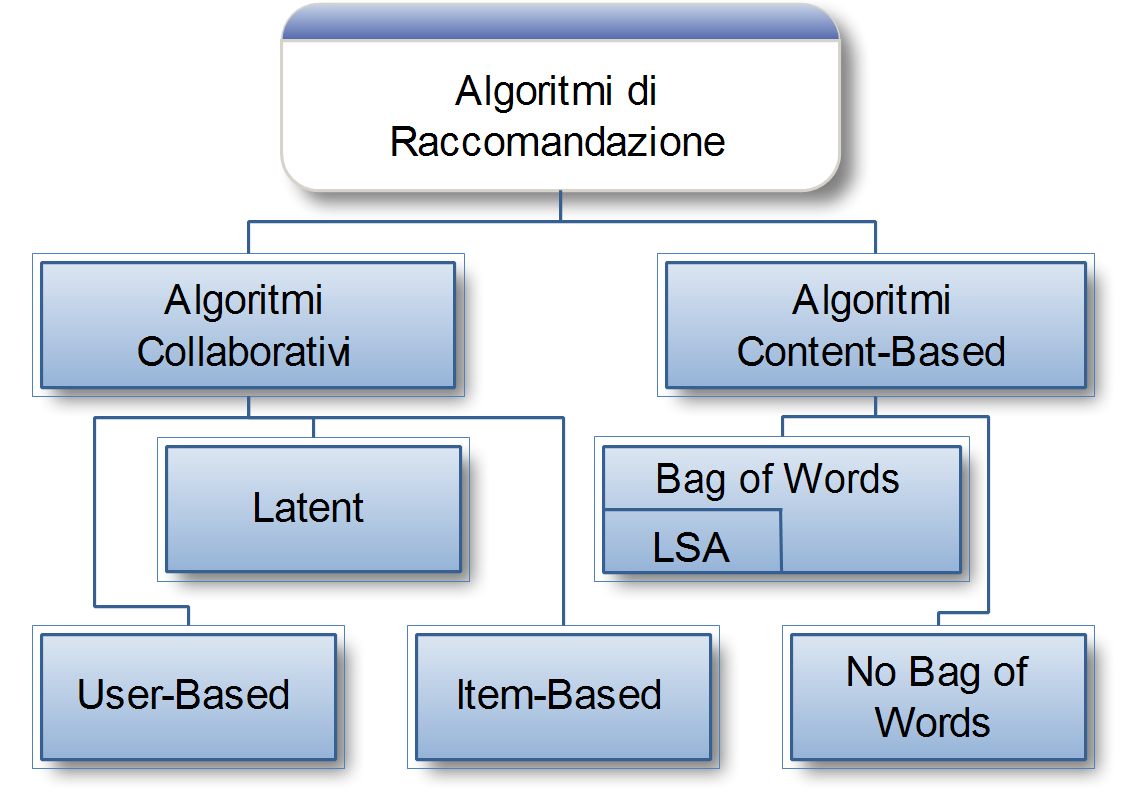 Algoritmi di
Raccomandazione
Algoritmi
Collaborativi
Algoritmi
Content-Based
Latent
Bag of Words
LSA
User-Based
Item-Based
No Bag of
Words